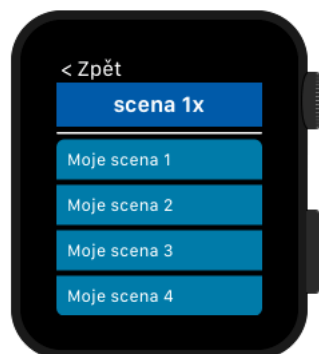 < Zpět
scena 1x
Moje scena 1
Moje scena 2
Moje scena 3
Moje scena 4